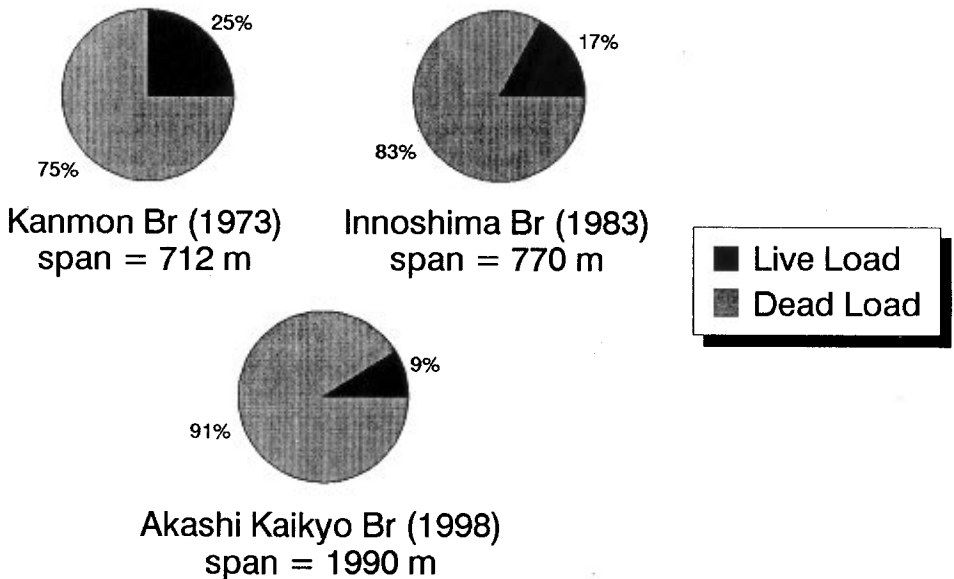 25%
75%
Kanmon Br (1973)
span = 712 m
17%
83%
Innoshima Br (1983)
span = 770 m
Live Load
Dead Load
9%
91%
Akashi Kaikyo Br (1998)
span = 1990 m